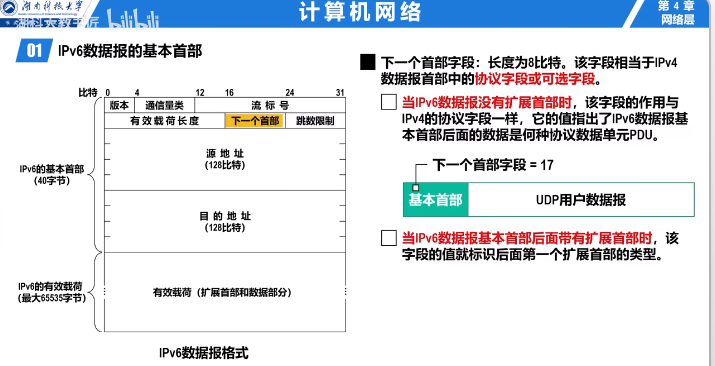 湖南科技大学
计算机网络
第 4 章
网络层
湖科大教书匠 bilibili
01 IPv6数据报的基本首部
比特 0 4 12 16 24 31
版本 通信量类 流 标 号
有 效 载 荷 长 度 下一个首部 跳数限制
源 地 址
(128比特)
目 的 地 址
(128比特)
IPv6的基本首部
(40字节)
IPv6的有效载荷
(最大65535字节)
有效载荷（扩展首部和数据部分）
IPv6数据报格式
下一个首部字段：长度为8比特。该字段相当于IPv4
数据报首部中的协议字段或可选字段。
当IPv6数据报没有扩展首部时，该字段的作用与
IPv4的协议字段一样，它的值指出了IPv6数据报基
本首部后面的数据是何种协议数据单元PDU。
下一个首部字段 = 17
基本首部 UDP用户数据报
当IPv6数据报基本首部后面带有扩展首部时，该
字段的值就标识后面第一个扩展首部的类型。